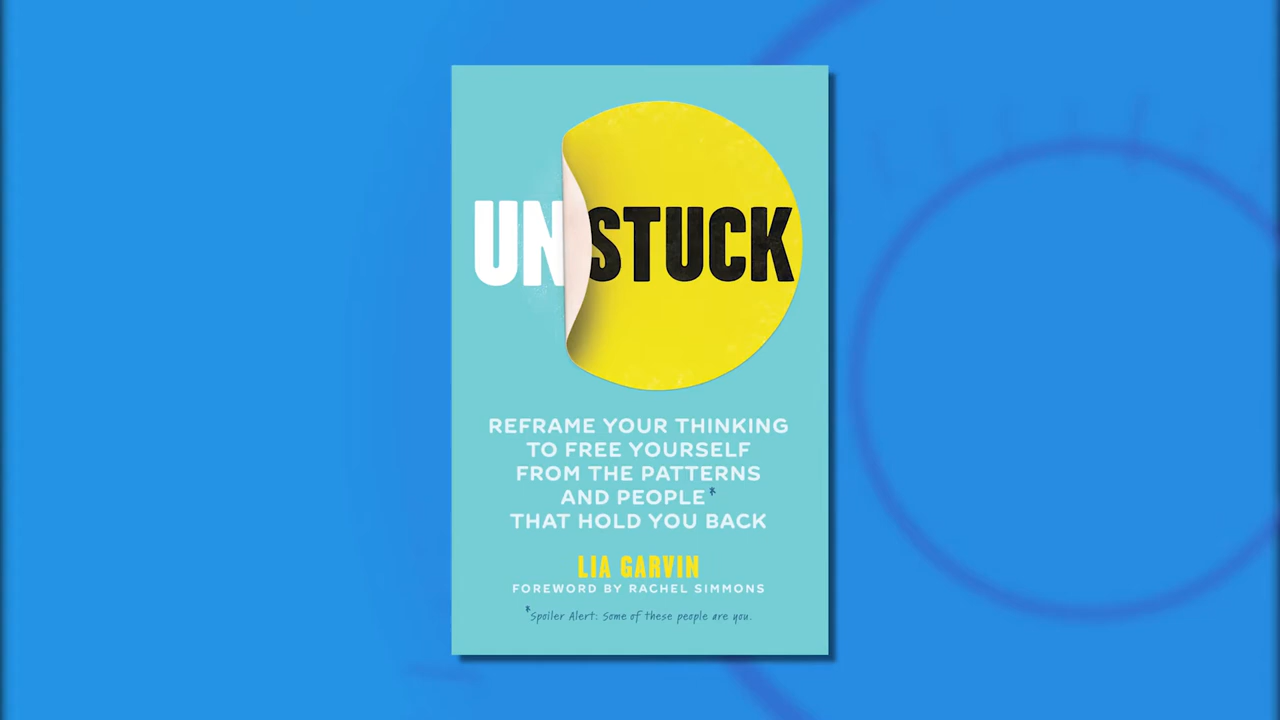 UNSTUCK
REFRAME YOUR THINKING
TO FREE YOURSELF
FROM THE PATTERNS
AND PEOPLE*
THAT HOLD YOU BACK
LIA GARVIN
FOREWORD BY RACHEL SIMMONS
*Spoiler Alert: Some of these people are you.